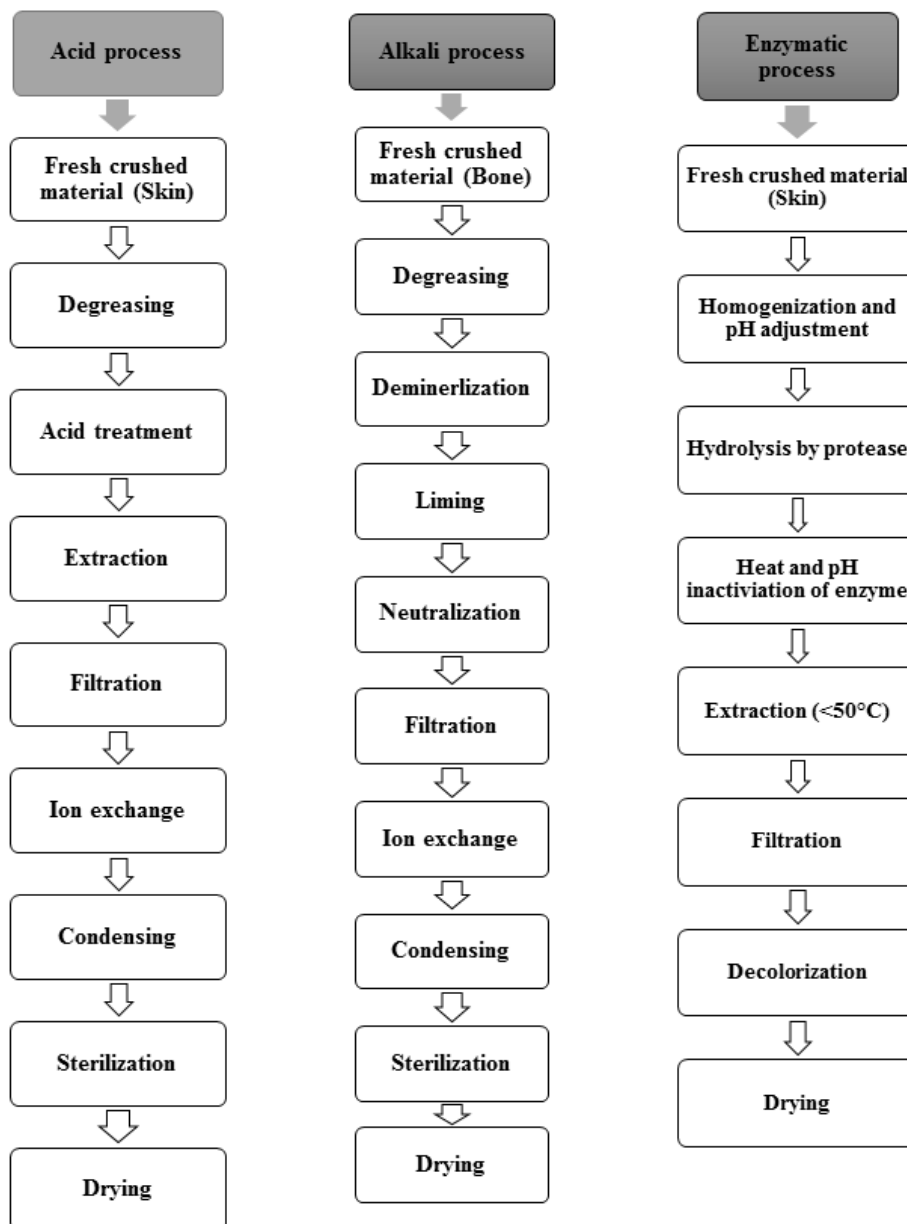 Acid process
Fresh crushed
material (Skin)
Degreasing
Acid treatment
Extraction
Filtration
Ion exchange
Condensing
Sterilization
Drying
Alkali process
Fresh crushed
material (Bone)
Degreasing
Deminerlization
Liming
Neutralization
Filtration
Ion exchange
Condensing
Sterilization
Drying
Enzymatic
process
Fresh crushed material
(Skin)
Homogenization and
pH adjustment
Hydrolysis by protease
Heat and pH
inactiviation of enzyme
Extraction (<50°C)
Filtration
Decolorization
Drying